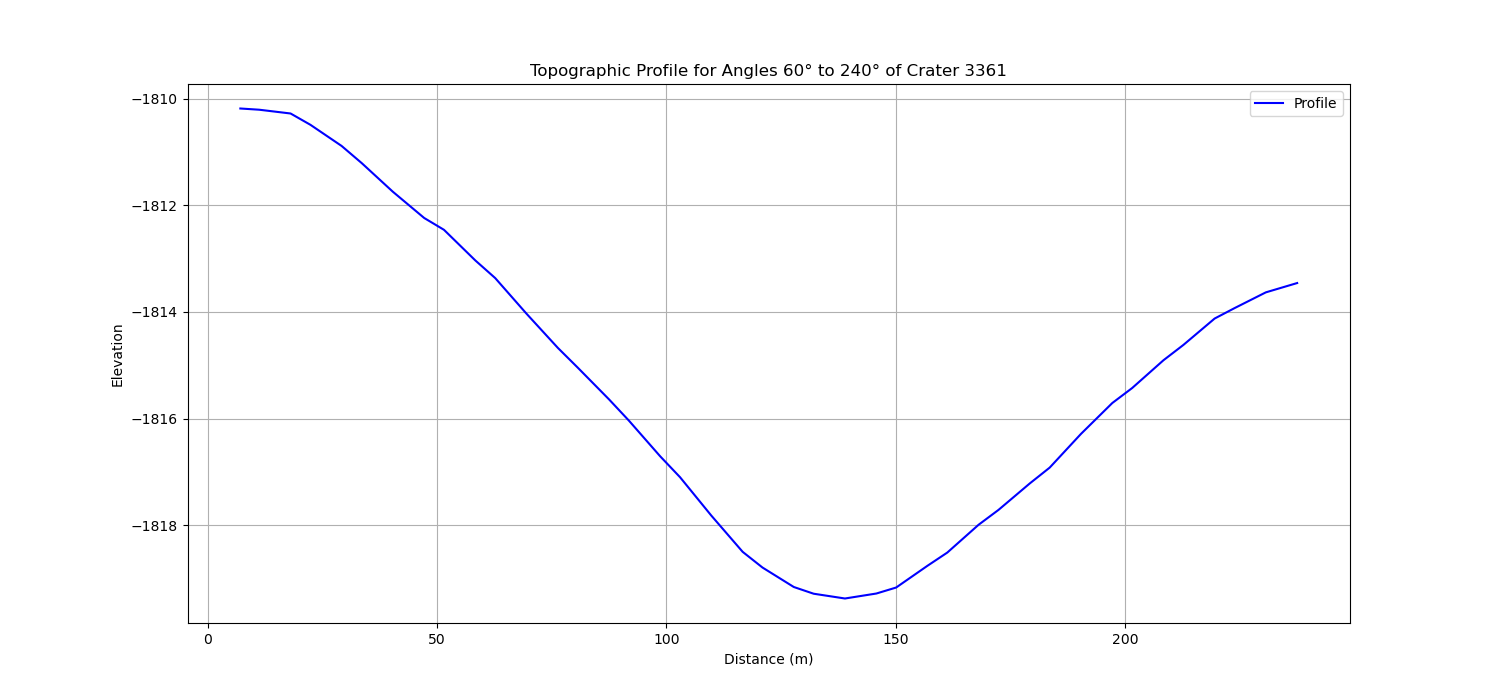 Topographic Profile for Angles 60° to 240° of Crater 3361
Profile
−1810
−1812
−1814
−1816
−1818
Elevation
0
50
100
150
200
Distance (m)